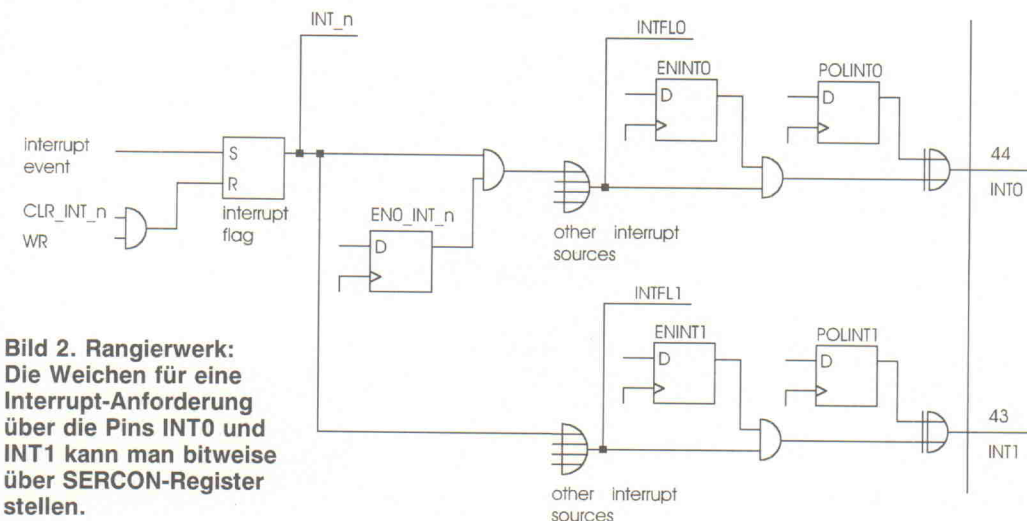 INT_n
INTFL0
ENINT0
D
POLINT0
D
interrupt
event
S
R
44
INT0
CLR_INT_n
WR
interrupt
flag
EN0_INT_n
D
other interrupt
sources
INTFL1
ENINT1
D
POLINT1
D
43
INT1
other interrupt
sources
Bild 2. Rangierwerk:
Die Weichen für eine
Interrupt-Anforderung
über die Pins INT0 und
INT1 kann man bitweise
über SERCON-Register
stellen.